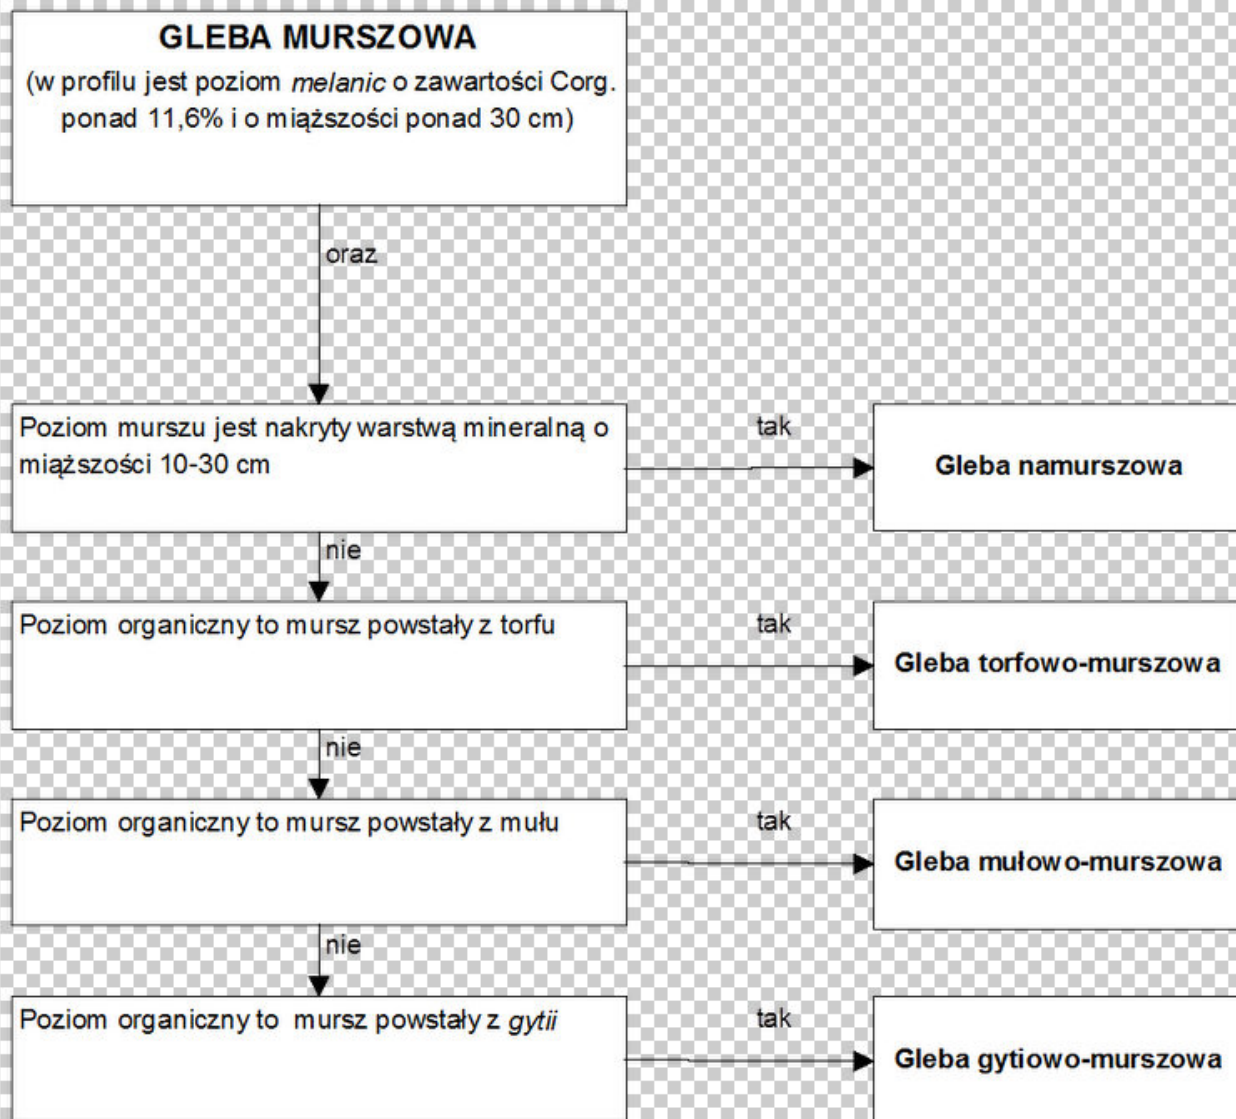 GLEBA MURSZOWA
(w profilu jest poziom melanic o zawartości Corg.
ponad 11,6% i o miąższości ponad 30 cm)
oraz
Poziom murszu jest nakryty warstwą mineralną o
miąższości 10-30 cm
tak
Gleba namurszowa
nie
Poziom organiczny to mursz powstały z torfu
tak
Gleba torfowo-murszowa
nie
Poziom organiczny to mursz powstały z mułu
tak
Gleba mułowo-murszowa
nie
Poziom organiczny to mursz powstały z gytii
tak
Gleba gytiowo-murszowa